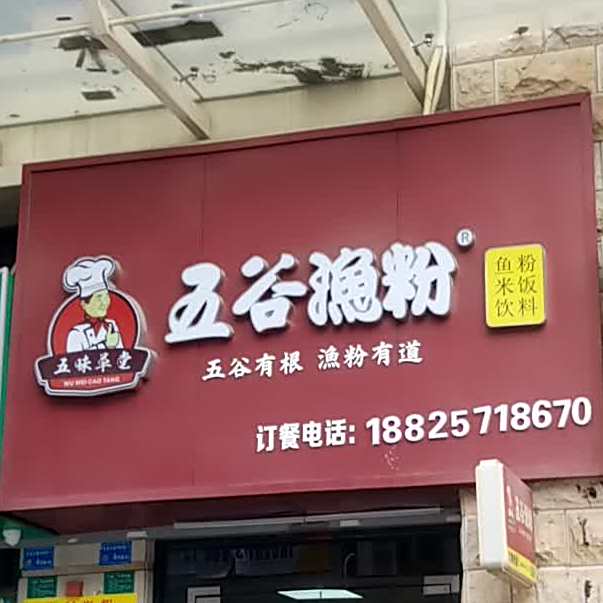 五谷渔粉®
鱼粉
米饭
饮料
五味草堂
WU WEI CAO TANG
五谷有根 渔粉有道
订餐电话: 18825718670